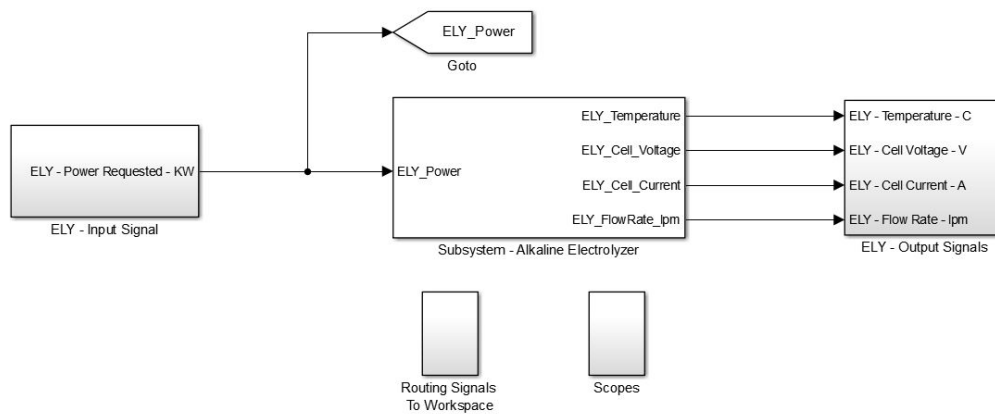 ELY_Power
Goto
ELY - Power Requested - KW
ELY - Input Signal
ELY_Power
ELY_Temperature
ELY_Cell_Voltage
ELY_Cell_Current
ELY_FlowRate_lpm
Subsystem - Alkaline Electrolyzer
ELY - Temperature - C
ELY - Cell Voltage - V
ELY - Cell Current - A
ELY - Flow Rate - lpm
ELY - Output Signals
Routing Signals
To Workspace
Scopes